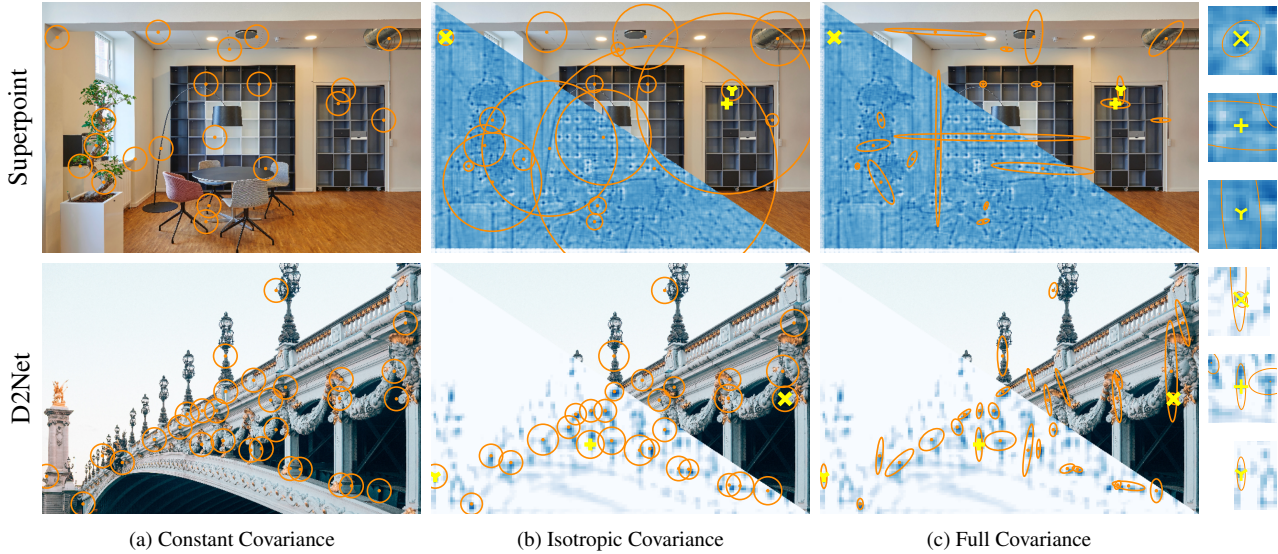 Superpoint
D2Net
(a) Constant Covariance
(b) Isotropic Covariance
(c) Full Covariance